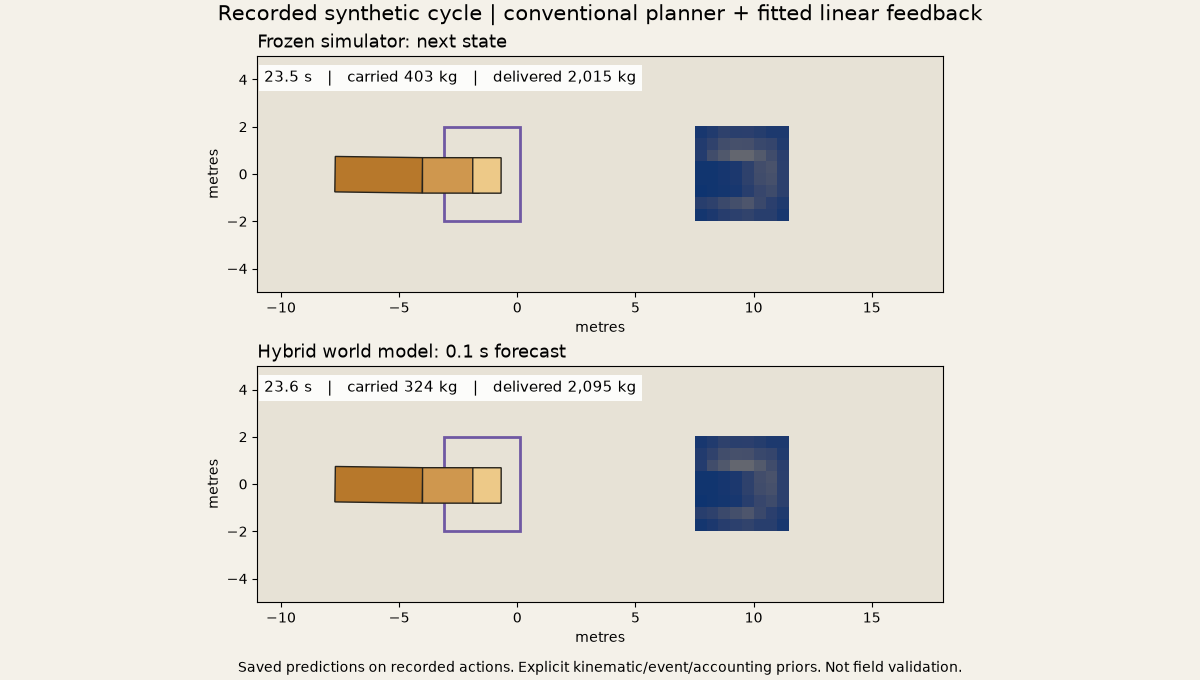 Recorded synthetic cycle | conventional planner + fitted linear feedback
Frozen simulator: next state
23.5 s | carried 403 kg | delivered 2,015 kg
4
2
0
−2
−4
metres
−10 −5 0 5 10 15
metres
Hybrid world model: 0.1 s forecast
23.6 s | carried 324 kg | delivered 2,095 kg
4
2
0
−2
−4
metres
−10 −5 0 5 10 15
metres
Saved predictions on recorded actions. Explicit kinematic/event/accounting priors. Not field validation.